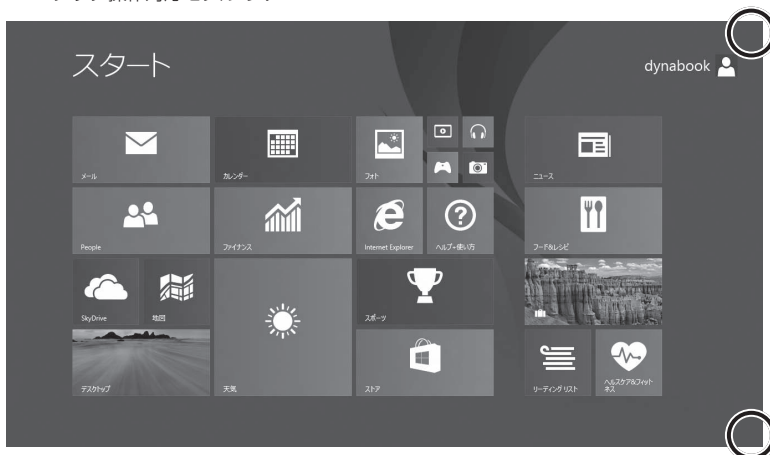 スタート
dynabook
メール
カレンダー
フォト
ニュース
People
ファイナンス
Internet Explorer
ヘルプ+使い方
フード&レシピ
SkyDrive
地図
スポーツ
デスクトップ
天気
ストア
リーディング リスト
ヘルスケア&フィット
ネス